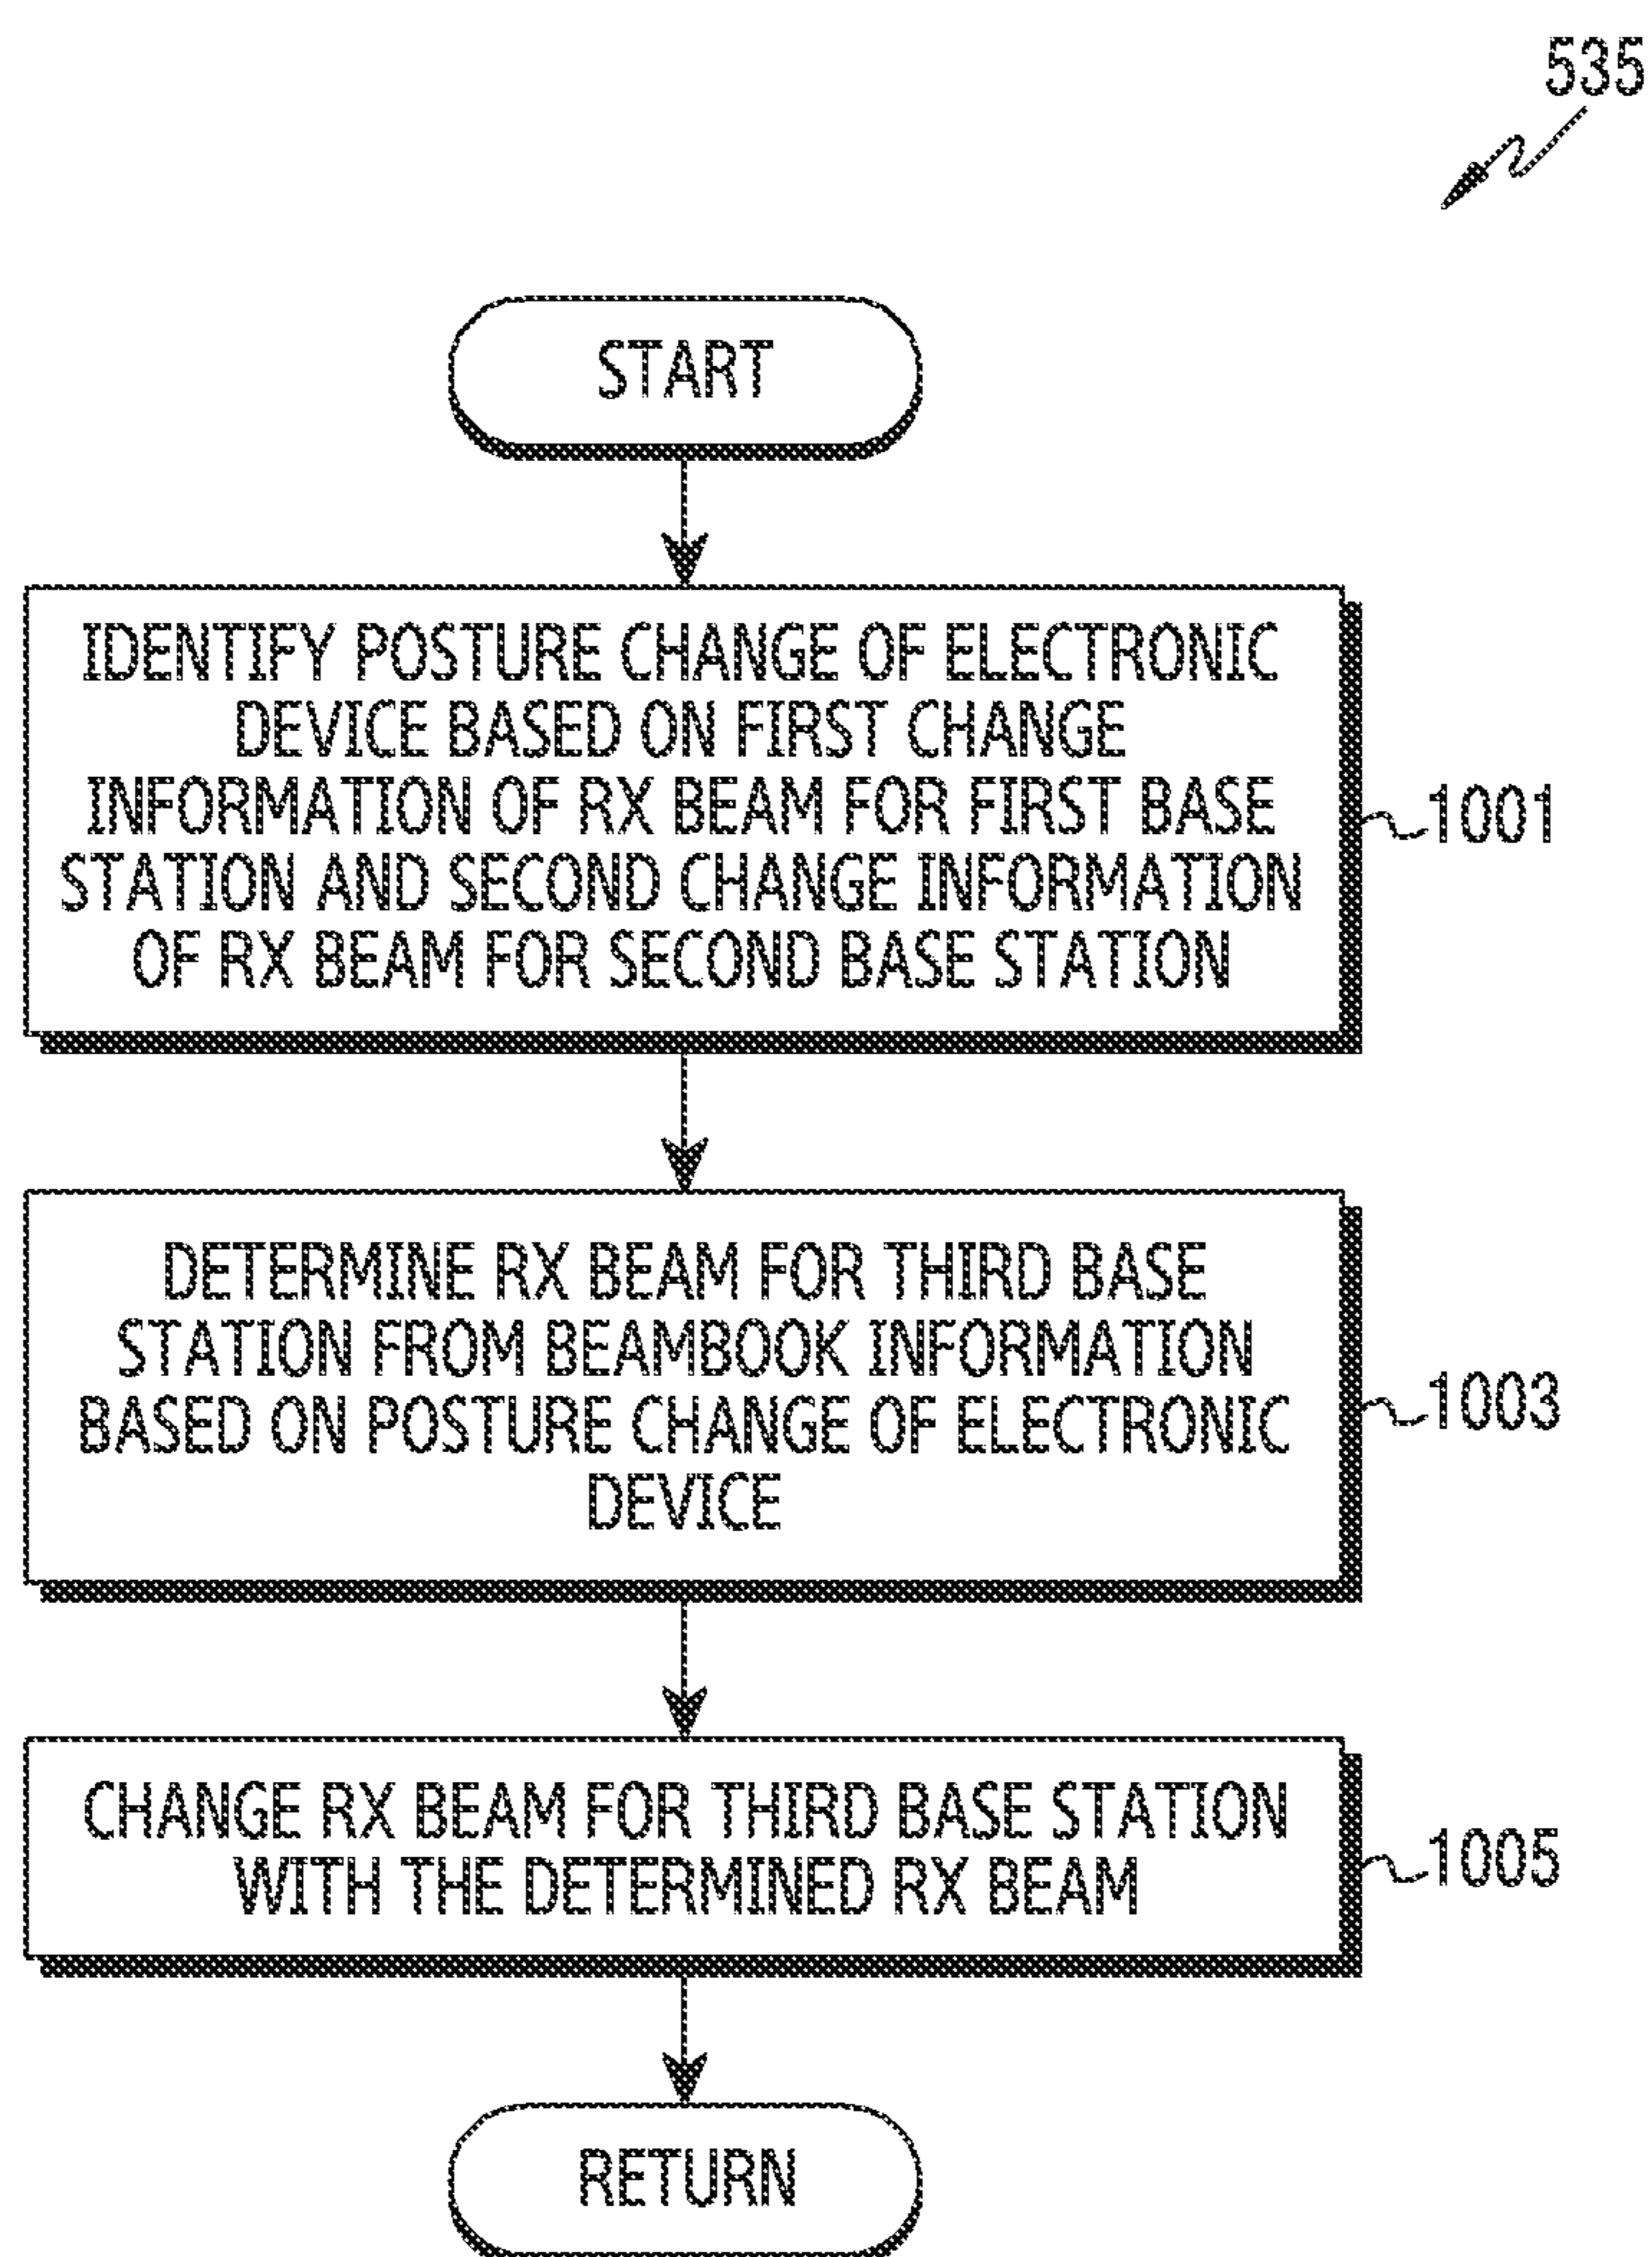 535
START
IDENTIFY POSTURE CHANGE OF ELECTRONIC
DEVICE BASED ON FIRST CHANGE
INFORMATION OF RX BEAM FOR FIRST BASE
STATION AND SECOND CHANGE INFORMATION
OF RX BEAM FOR SECOND BASE STATION
1001
DETERMINE RX BEAM FOR THIRD BASE
STATION FROM BEAMBOOK INFORMATION
BASED ON POSTURE CHANGE OF ELECTRONIC
DEVICE
1003
CHANGE RX BEAM FOR THIRD BASE STATION
WITH THE DETERMINED RX BEAM
1005
RETURN